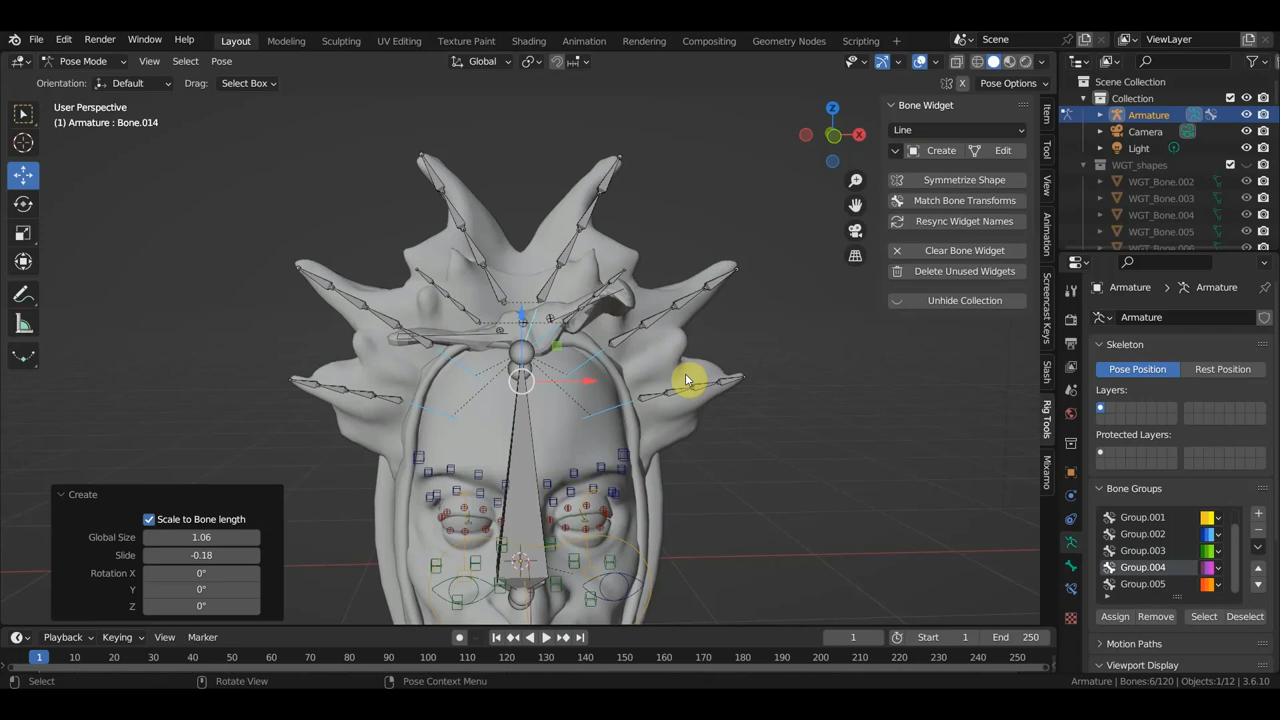 File Edit Render Window Help Layout Modeling Sculpting UV Editing Texture Paint Shading Animation Rendering Compositing Geometry Nodes Scripting + Scene ViewLayer
Pose Mode View Select Pose Global
Orientation: Default Drag: Select Box X Pose Options
User Perspective
(1) Armature : Bone.014
Z
X
Bone Widget
Line
Create Edit
Symmetrize Shape
Match Bone Transforms
Resync Widget Names
Clear Bone Widget
Delete Unused Widgets
Unhide Collection
Item
Tool
View
Animation
Screencast Keys
Slash
Rig Tools
Mixamo
Scene Collection
Collection
Armature
Camera
Light
WGT_shapes
WGT_Bone.002
WGT_Bone.003
WGT_Bone.004
WGT_Bone.005
WGT_Bone.006
Armature > Armature
Armature
Skeleton
Pose Position Rest Position
Layers:
Protected Layers:
Bone Groups
Group.001
Group.002
Group.003
Group.004
Group.005
Assign Remove Select Deselect
Motion Paths
Viewport Display
Create
Scale to Bone length
Global Size 1.06
Slide -0.18
Rotation X 0°
Y 0°
Z 0°
Playback Keying View Marker 1 Start 1 End 250
1 10 20 30 40 50 60 70 80 90 100 110 120 130 140 150 160 170 180 190 200 210 220 230 240 250
Select Rotate View Pose Context Menu Armature | Bones:6/120 | Objects:1/12 | 3.6.10